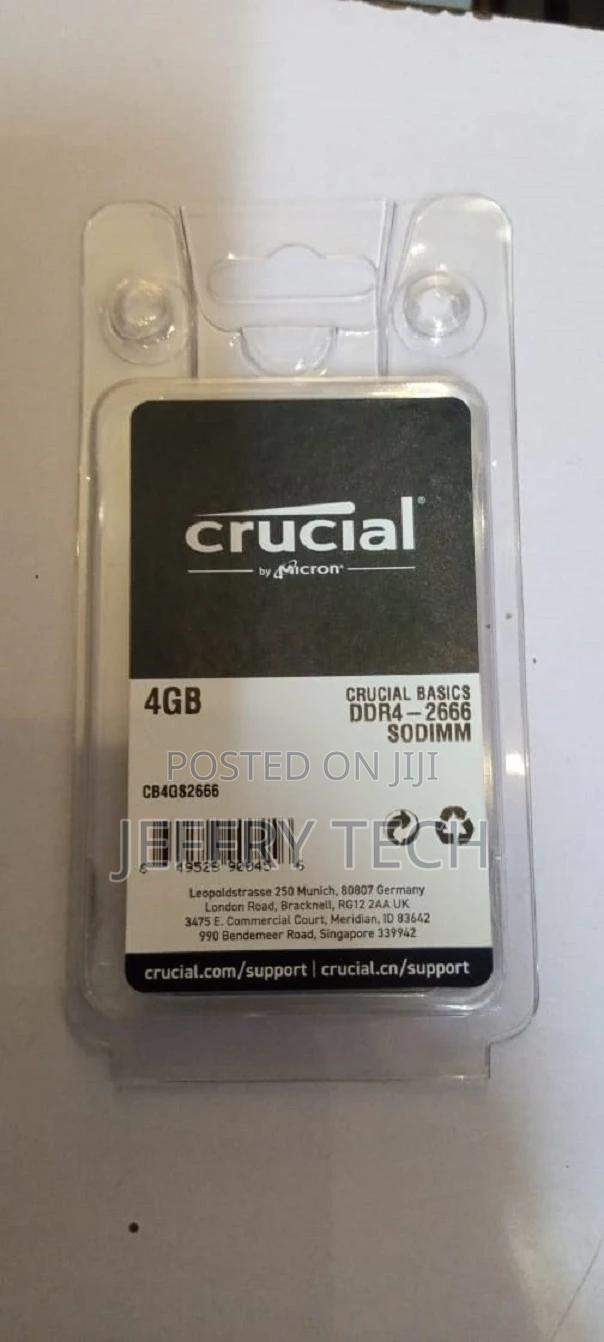 crucial®
by Micron®
4GB
CRUCIAL BASICS
DDR4-2666
SODIMM
POSTED ON JIJI
CB4GS2666
JEFERY TECH
Leopoldstrasse 250 Munich, 80807 Germany
London Road, Bracknell, RG12 2AA UK
3475 E. Commercial Court, Meridian, ID 83642
990 Bendemeer Road, Singapore 339942
crucial.com/support | crucial.cn/support